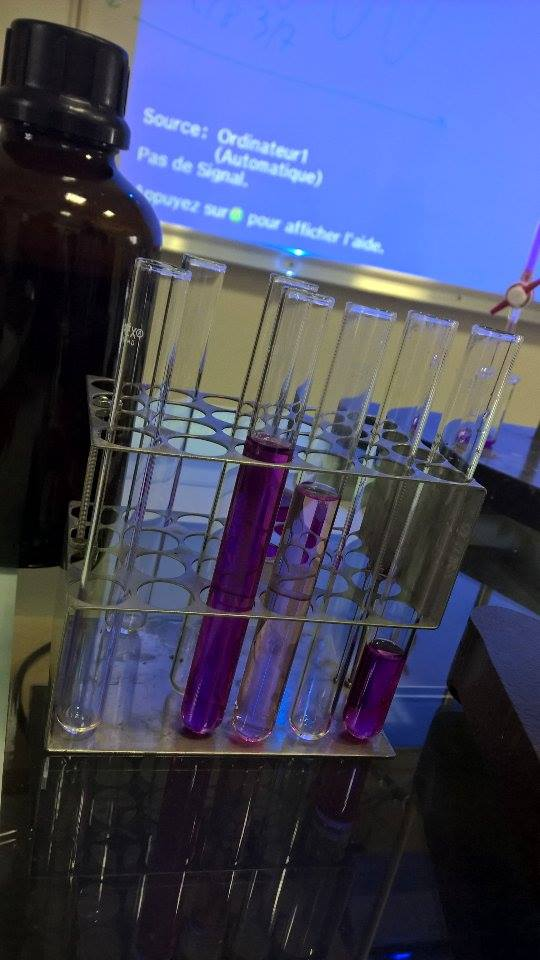 Source: Ordinateur1
(Automatique)
Pas de Signal.
Appuyez sur pour afficher l'aide.